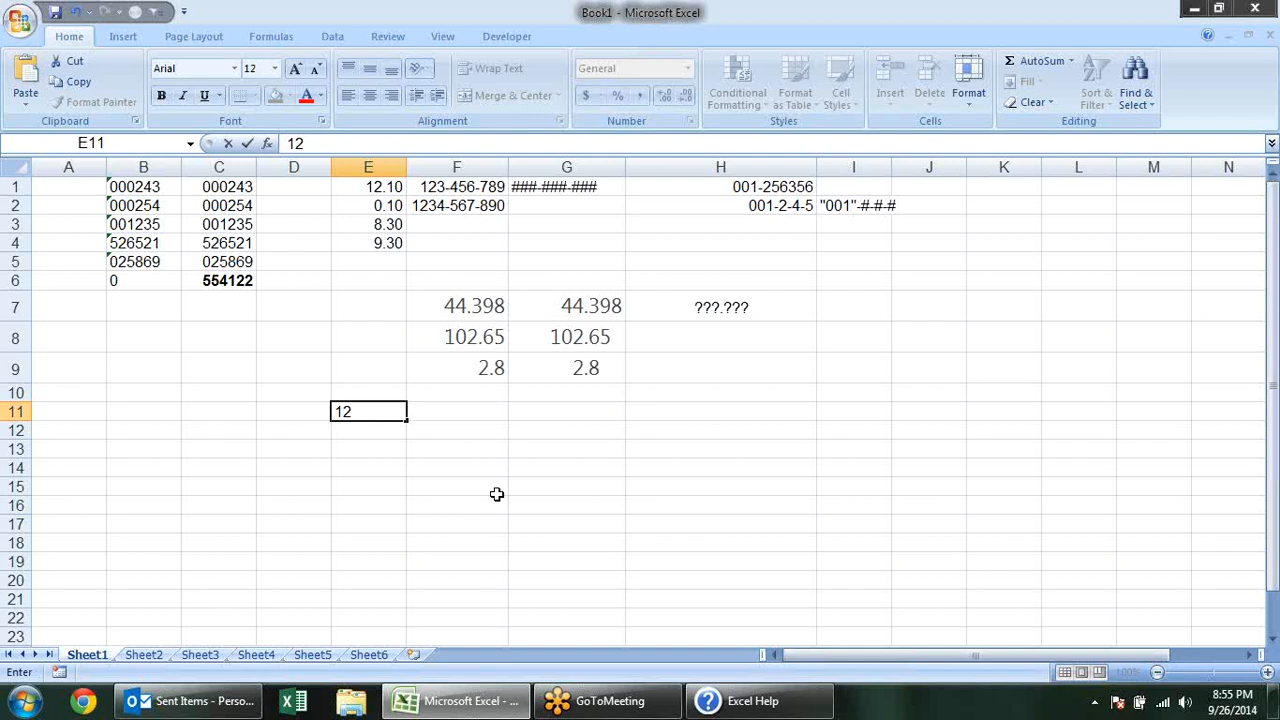 Book1 - Microsoft Excel
Home Insert Page Layout Formulas Data Review View Developer
Paste
Cut
Copy
Format Painter
Clipboard
Arial 12
B I U
Font
Wrap Text
Merge & Center
Alignment
General
$ % ,
Number
Conditional Formatting
Format as Table
Cell Styles
Styles
Insert Delete Format
Cells
Σ AutoSum
Fill
Clear
Sort & Filter
Find & Select
Editing
E11 fx 12
A B C D E F G H I J K L M N
1 000243 000243 12.10 123-456-789 ###-###-### 001-256356
2 000254 000254 0.10 1234-567-890 001-2-4-5 "001"-#-#-#
3 001235 001235 8.30
4 526521 526521 9.30
5 025869 025869
6 0 554122
7 44.398 44.398 ???.???
8 102.65 102.65
9 2.8 2.8
10
11 12
12
13
14
15
16
17
18
19
20
21
22
23
Sheet1 Sheet2 Sheet3 Sheet4 Sheet5 Sheet6
Enter 100%
Sent Items - Perso... Microsoft Excel - ... GoToMeeting Excel Help
8:55 PM
9/26/2014